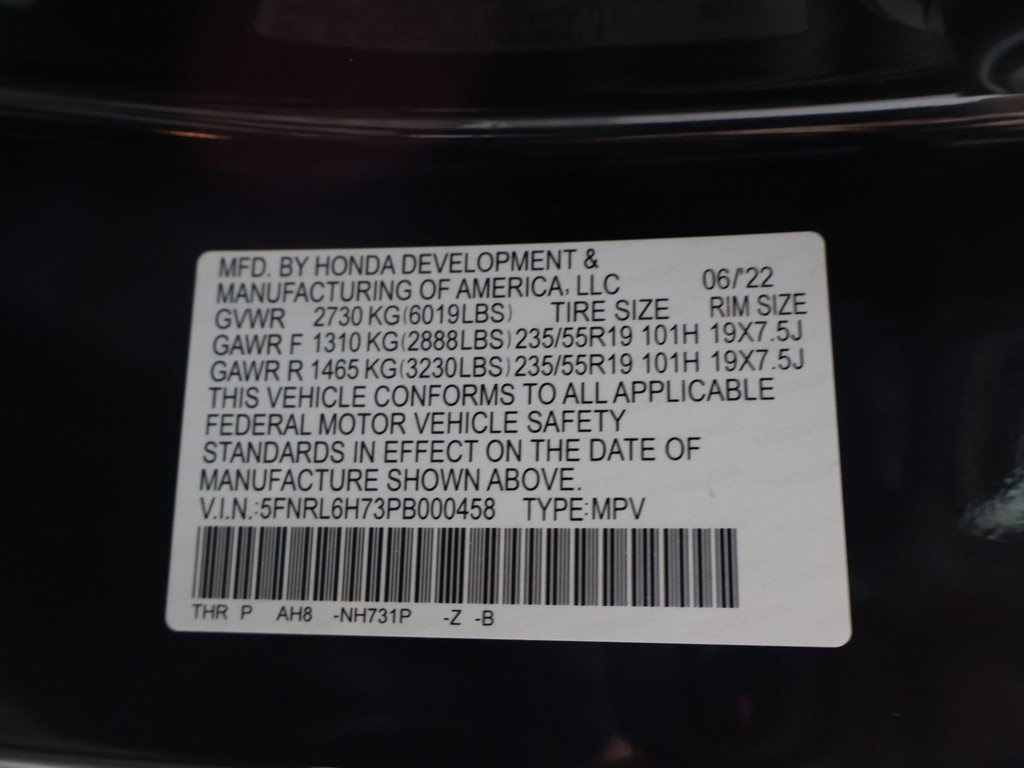 MFD. BY HONDA DEVELOPMENT &
MANUFACTURING OF AMERICA, LLC 06/'22
GVWR 2730 KG(6019LBS) TIRE SIZE RIM SIZE
GAWR F 1310 KG(2888LBS) 235/55R19 101H 19X7.5J
GAWR R 1465 KG(3230LBS) 235/55R19 101H 19X7.5J
THIS VEHICLE CONFORMS TO ALL APPLICABLE
FEDERAL MOTOR VEHICLE SAFETY
STANDARDS IN EFFECT ON THE DATE OF
MANUFACTURE SHOWN ABOVE.
V.I.N.:5FNRL6H73PB000458 TYPE:MPV
THR P AH8 -NH731P -Z -B